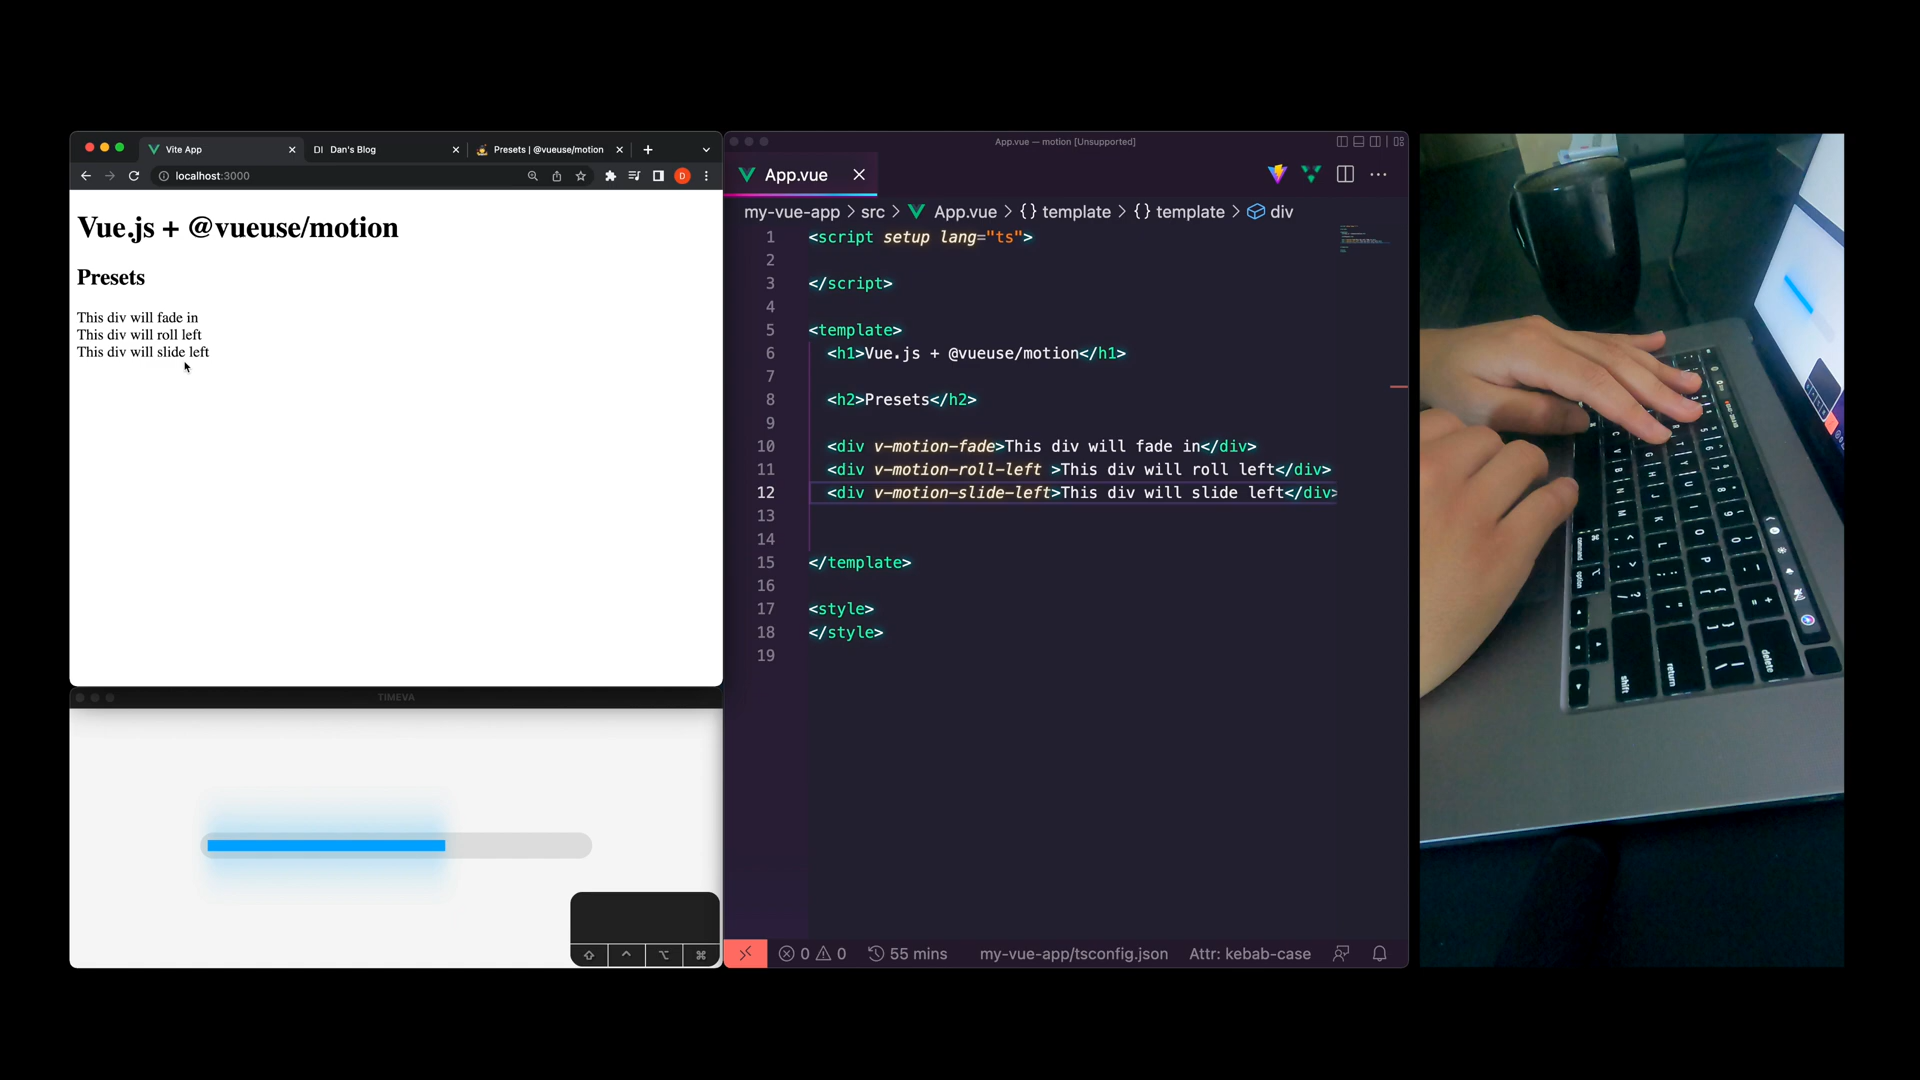 Vite App
DI Dan's Blog
Presets | @vueuse/motion
localhost:3000
D
Vue.js + @vueuse/motion
Presets
This div will fade in
This div will roll left
This div will slide left
TIMEVA
App.vue — motion [Unsupported]
App.vue
my-vue-app > src > App.vue > {} template > {} template > div
1 <script setup lang="ts">
2
3 </script>
4
5 <template>
6 <h1>Vue.js + @vueuse/motion</h1>
7
8 <h2>Presets</h2>
9
10 <div v-motion-fade>This div will fade in</div>
11 <div v-motion-roll-left >This div will roll left</div>
12 <div v-motion-slide-left>This div will slide left</div>
13
14
15 </template>
16
17 <style>
18 </style>
19
0 0 55 mins my-vue-app/tsconfig.json Attr: kebab-case
command
option
shift
return
delete